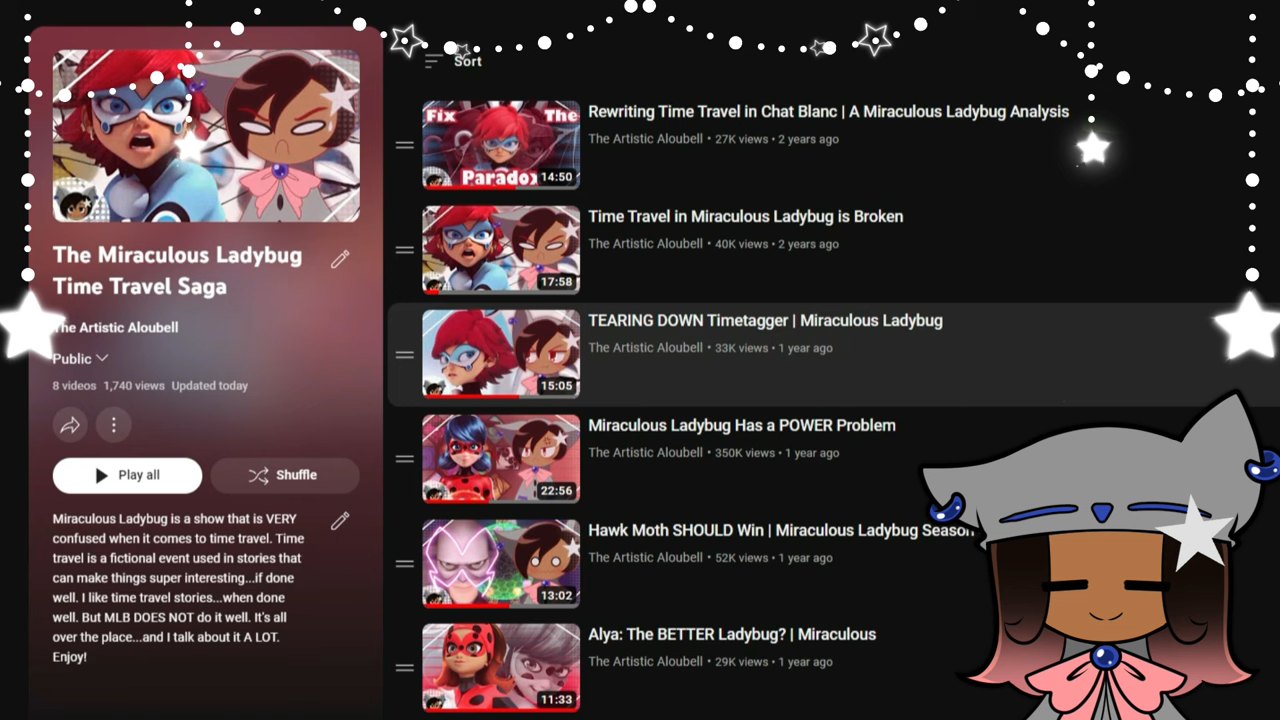 The Miraculous Ladybug
Time Travel Saga
The Artistic Aloubell
Public
8 videos 1,740 views Updated today
Play all
Shuffle
Miraculous Ladybug is a show that is VERY
confused when it comes to time travel. Time
travel is a fictional event used in stories that
can make things super interesting...if done
well. I like time travel stories...when done
well. But MLB DOES NOT do it well. It's all
over the place...and I talk about it A LOT.
Enjoy!
Sort
Fix The
Paradox
14:50
Rewriting Time Travel in Chat Blanc | A Miraculous Ladybug Analysis
The Artistic Aloubell • 27K views • 2 years ago
17:58
Time Travel in Miraculous Ladybug is Broken
The Artistic Aloubell • 40K views • 2 years ago
15:05
TEARING DOWN Timetagger | Miraculous Ladybug
The Artistic Aloubell • 33K views • 1 year ago
22:56
Miraculous Ladybug Has a POWER Problem
The Artistic Aloubell • 350K views • 1 year ago
13:02
Hawk Moth SHOULD Win | Miraculous Ladybug Season
The Artistic Aloubell • 52K views • 1 year ago
11:33
Alya: The BETTER Ladybug? | Miraculous
The Artistic Aloubell • 29K views • 1 year ago